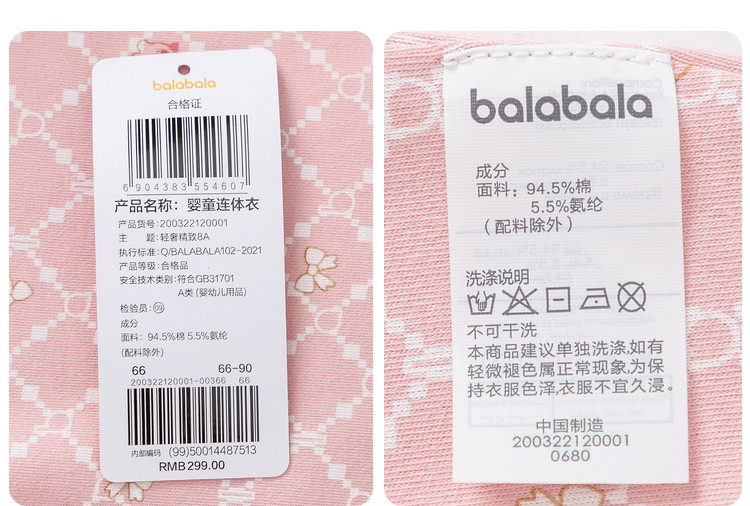 balabala
合格证
6904383554607
产品名称：婴童连体衣
产品货号：200322120001
主 题：轻奢精致8A
执行标准：Q/BALABALA102-2021
产品等级：合格品
安全技术类别：符合GB31701
A类（婴幼儿用品）
检验员：09
成分
面料：94.5%棉 5.5%氨纶
(配料除外)
66 66-90
200322120001-00366 66
内部编码 (99)50014487513
RMB299.00
balabala
成分
面料：94.5%棉
5.5%氨纶
(配料除外)
洗涤说明
不可干洗
本商品建议单独洗涤,如有
轻微褪色属正常现象,为保
持衣服色泽,衣服不宜久浸。
中国制造
200322120001
0680